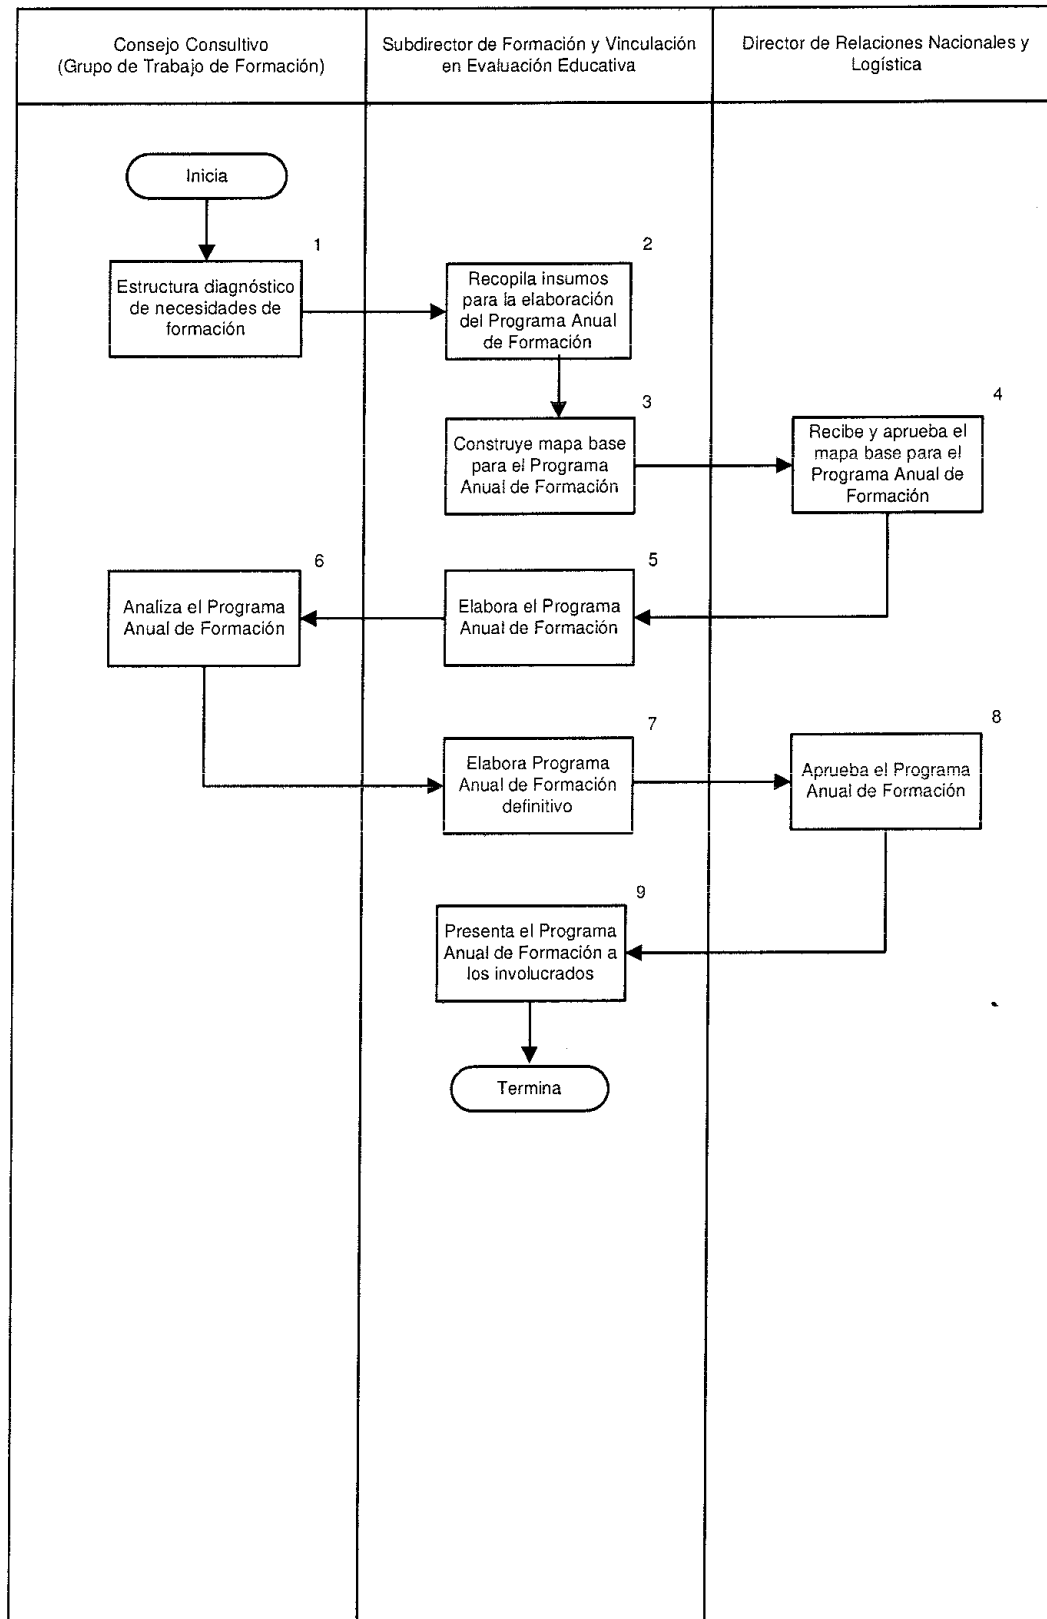 Consejo Consultivo
(Grupo de Trabajo de Formación)
Subdirector de Formación y Vinculación
en Evaluación Educativa
Director de Relaciones Nacionales y
Logística
Inicia
1
Estructura diagnóstico
de necesidades de
formación
2
Recopila insumos
para la elaboración
del Programa Anual
de Formación
3
Construye mapa base
para el Programa
Anual de Formación
4
Recibe y aprueba el
mapa base para el
Programa Anual de
Formación
5
Elabora el Programa
Anual de Formación
6
Analiza el Programa
Anual de Formación
7
Elabora Programa
Anual de Formación
definitivo
8
Aprueba el Programa
Anual de Formación
9
Presenta el Programa
Anual de Formación a
los involucrados
Termina